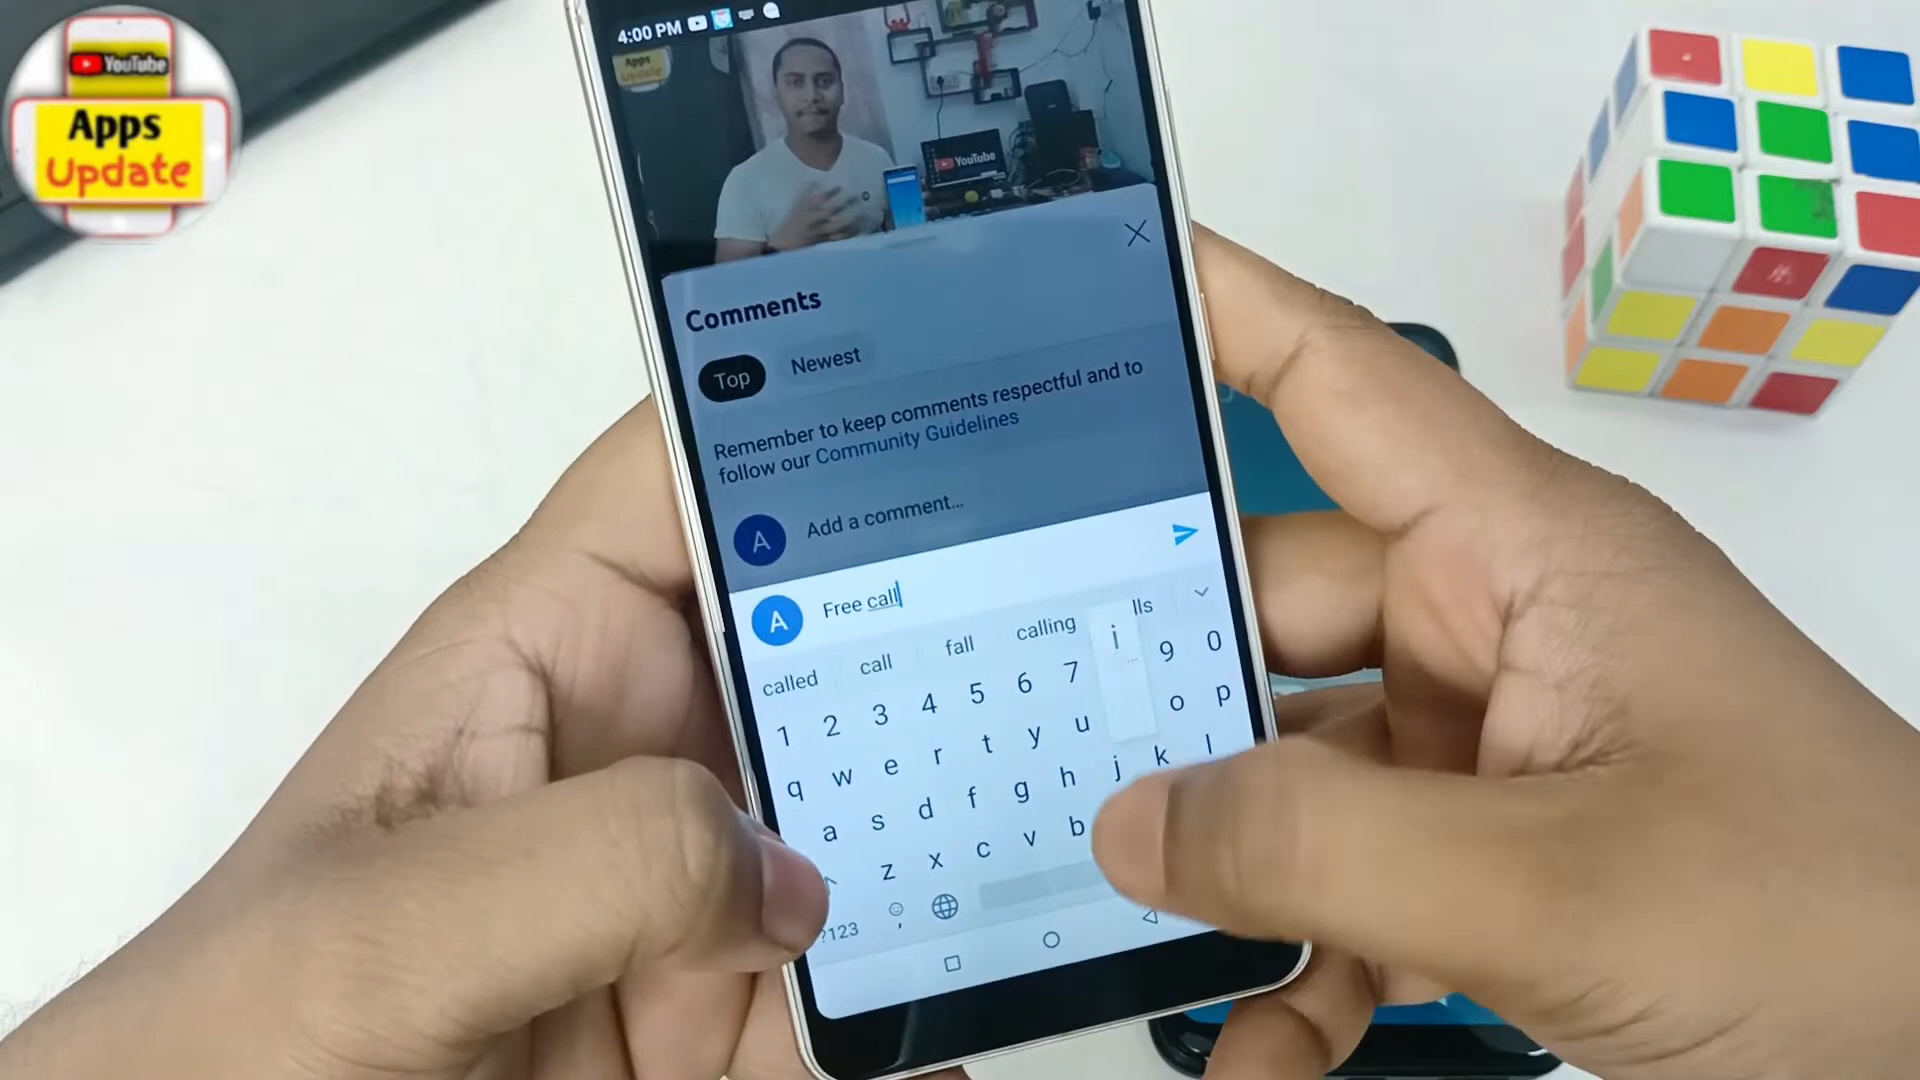 YouTube
Apps
Update
4:00 PM
Apps
Update
YouTube
Comments
Top
Newest
Remember to keep comments respectful and to
follow our Community Guidelines
A
Add a comment...
A
Free call
called call fall calling lls
1 2 3 4 5 6 7 9 0
q w e r t y u i o p
a s d f g h j k l
z x c v b
?123 ,